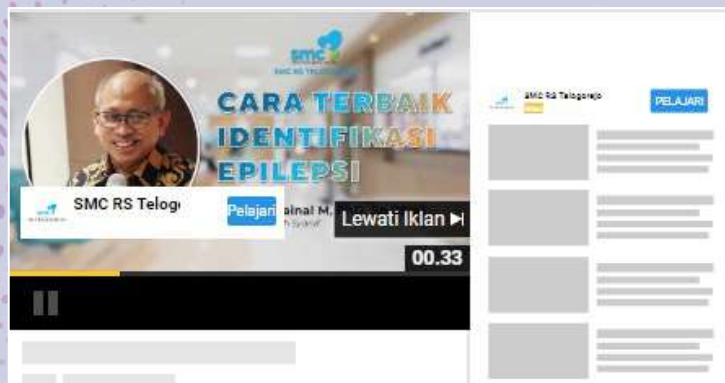 smc
SMC RS TELOGOREJO
CARA TERBAIK
IDENTIFIKASI
EPILEPSI
SMC RS Telog
Pelajari
ainal M,
Lewati Iklan
00.33
SMC RS Telogorejo
PELAJARI